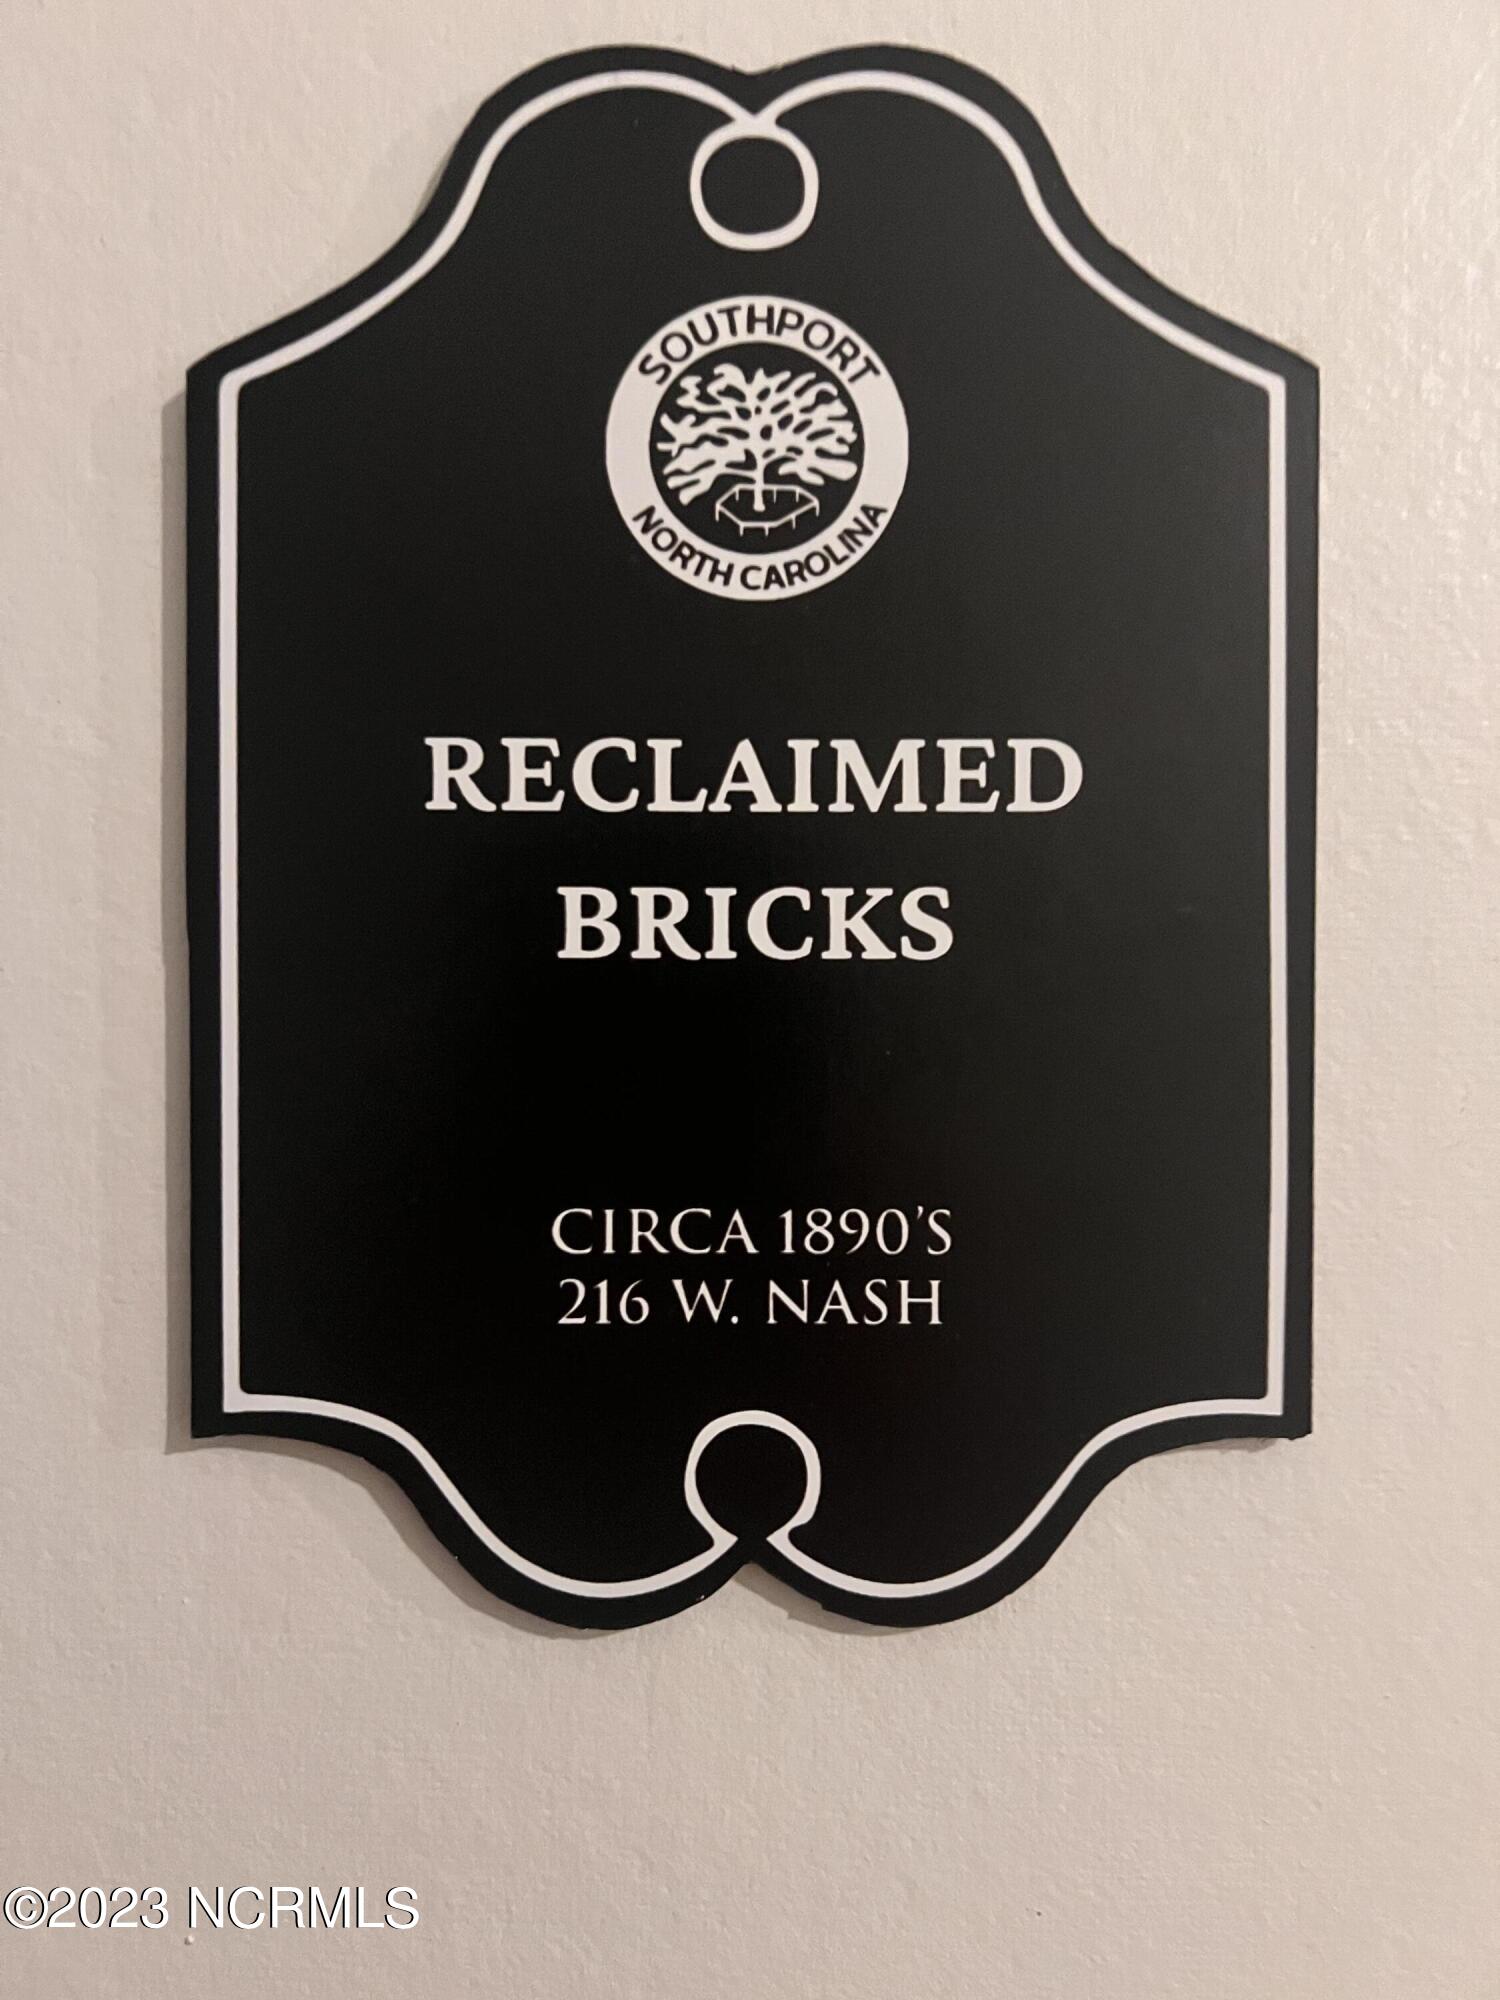 SOUTHPORT
NORTH CAROLINA
RECLAIMED
BRICKS
CIRCA 1890'S
216 W. NASH
©2023 NCRMLS